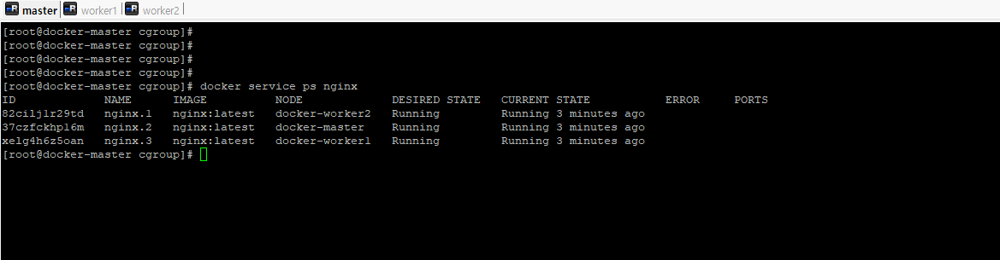 master worker1 worker2
[root@docker-master cgroup]#
[root@docker-master cgroup]#
[root@docker-master cgroup]#
[root@docker-master cgroup]#
[root@docker-master cgroup]# docker service ps nginx
ID NAME IMAGE NODE DESIRED STATE CURRENT STATE ERROR PORTS
82ciljlr29td nginx.1 nginx:latest docker-worker2 Running Running 3 minutes ago
37czfckhpl6m nginx.2 nginx:latest docker-master Running Running 3 minutes ago
xelg4h6z5oan nginx.3 nginx:latest docker-worker1 Running Running 3 minutes ago
[root@docker-master cgroup]#